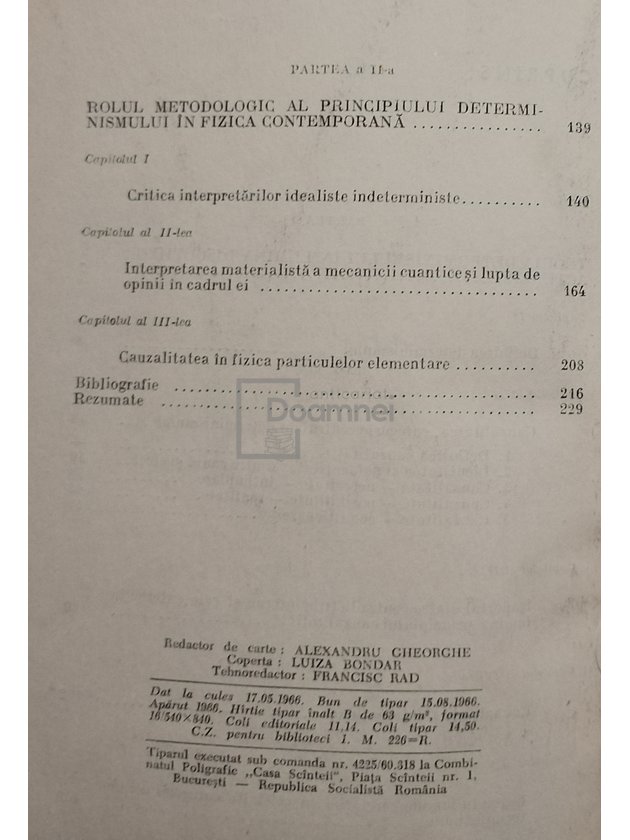 PARTEA a II-a
ROLUL METODOLOGIC AL PRINCIPIULUI DETERMI-
NISMULUI ÎN FIZICA CONTEMPORANĂ ................ 139
Capitolul I
Critica interpretărilor idealiste indeterministe.......... 140
Capitolul al II-lea
Interpretarea materialistă a mecanicii cuantice și lupta de
opinii în cadrul ei .................................. 164
Capitolul al III-lea
Cauzalitatea în fizica particulelor elementare .......... 208
Bibliografie ............................................ 216
Rezumate .............................................. 229
Doamnei
Redactor de carte : ALEXANDRU GHEORGHE
Coperta : LUIZA BONDAR
Tehnoredactor : FRANCISC RAD
Dat la cules 17.05.1966. Bun de tipar 15.08.1966.
Apărut 1966. Hîrtie tipar înalt B de 63 g/m², format
16/540×840. Coli editoriale 11,14. Coli tipar 14,50.
C.Z. pentru biblioteci 1. M. 226=R.
Tiparul executat sub comanda nr. 4225/60.318 la Combi-
natul Poligrafic „Casa Scînteii", Piața Scînteii nr. 1,
București — Republica Socialistă România